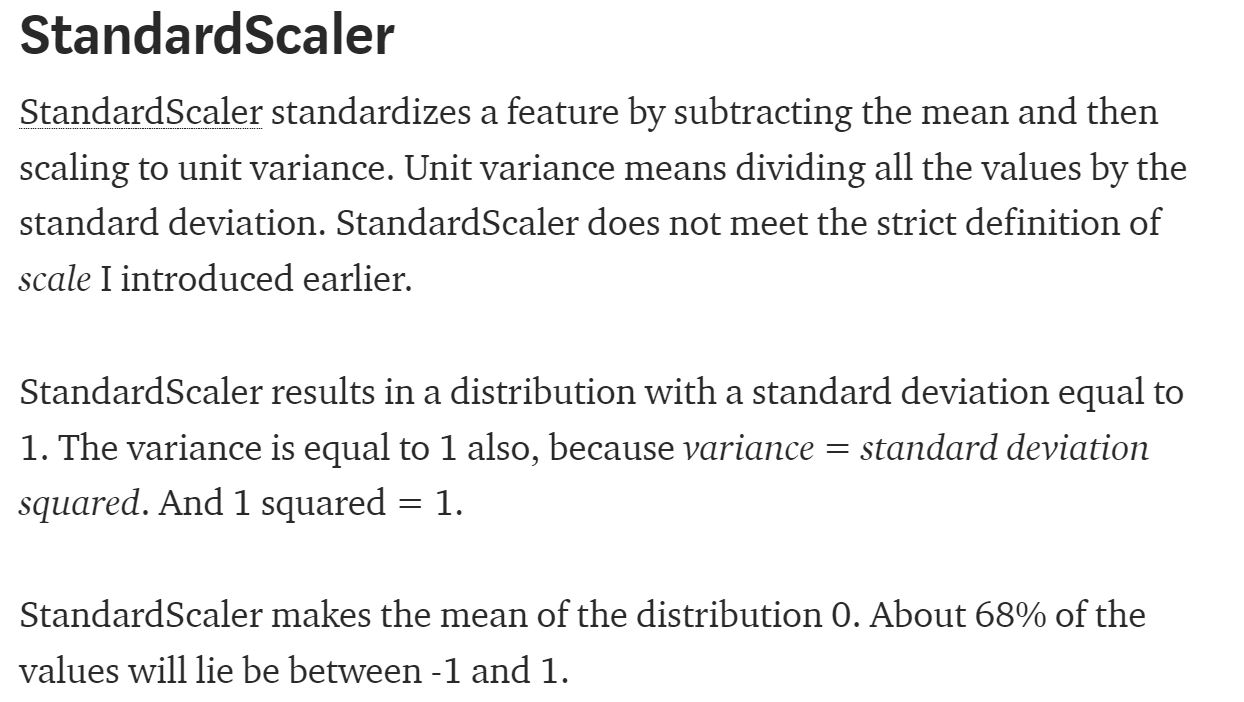 StandardScaler
StandardScaler standardizes a feature by subtracting the mean and then
scaling to unit variance. Unit variance means dividing all the values by the
standard deviation. StandardScaler does not meet the strict definition of
scale I introduced earlier.
StandardScaler results in a distribution with a standard deviation equal to
1. The variance is equal to 1 also, because variance = standard deviation
squared. And 1 squared = 1.
StandardScaler makes the mean of the distribution 0. About 68% of the
values will lie be between -1 and 1.